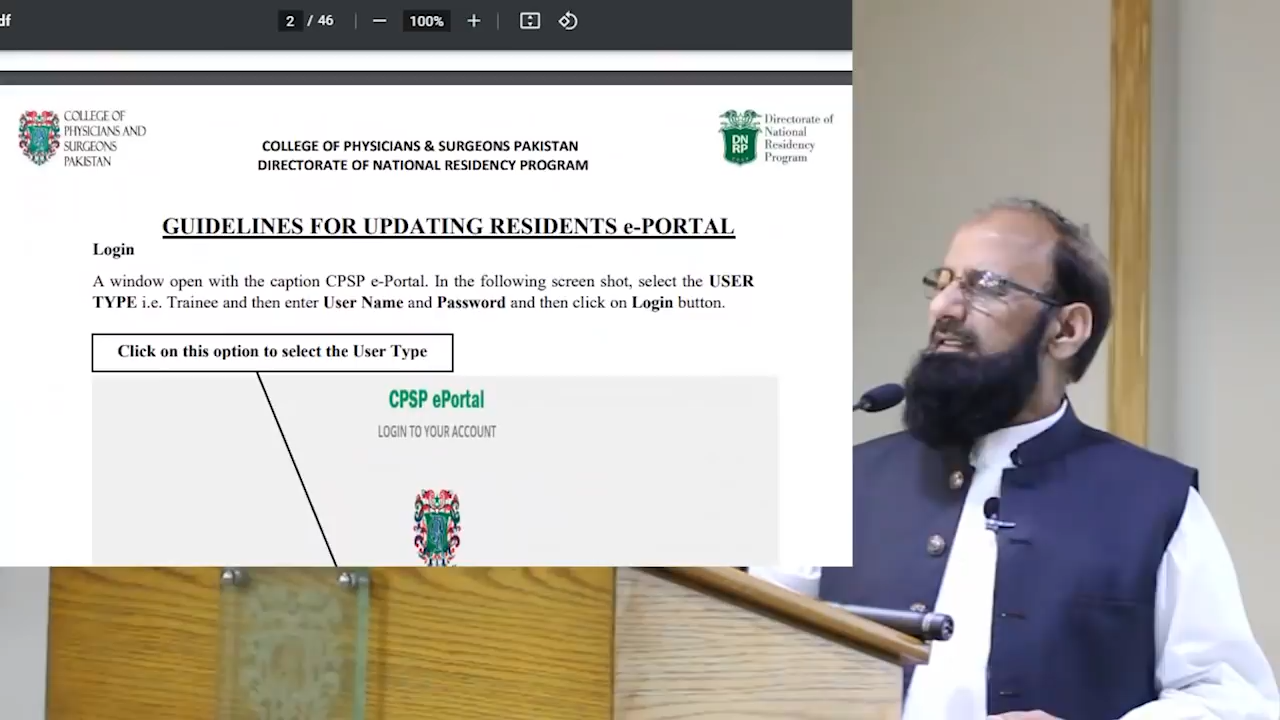 df
2 / 46
100%
COLLEGE OF
PHYSICIANS AND
SURGEONS
PAKISTAN
COLLEGE OF PHYSICIANS & SURGEONS PAKISTAN
DIRECTORATE OF NATIONAL RESIDENCY PROGRAM
DN
RP
Directorate of
National
Residency
Program
GUIDELINES FOR UPDATING RESIDENTS e-PORTAL
Login
A window open with the caption CPSP e-Portal. In the following screen shot, select the USER
TYPE i.e. Trainee and then enter User Name and Password and then click on Login button.
Click on this option to select the User Type
CPSP ePortal
LOGIN TO YOUR ACCOUNT